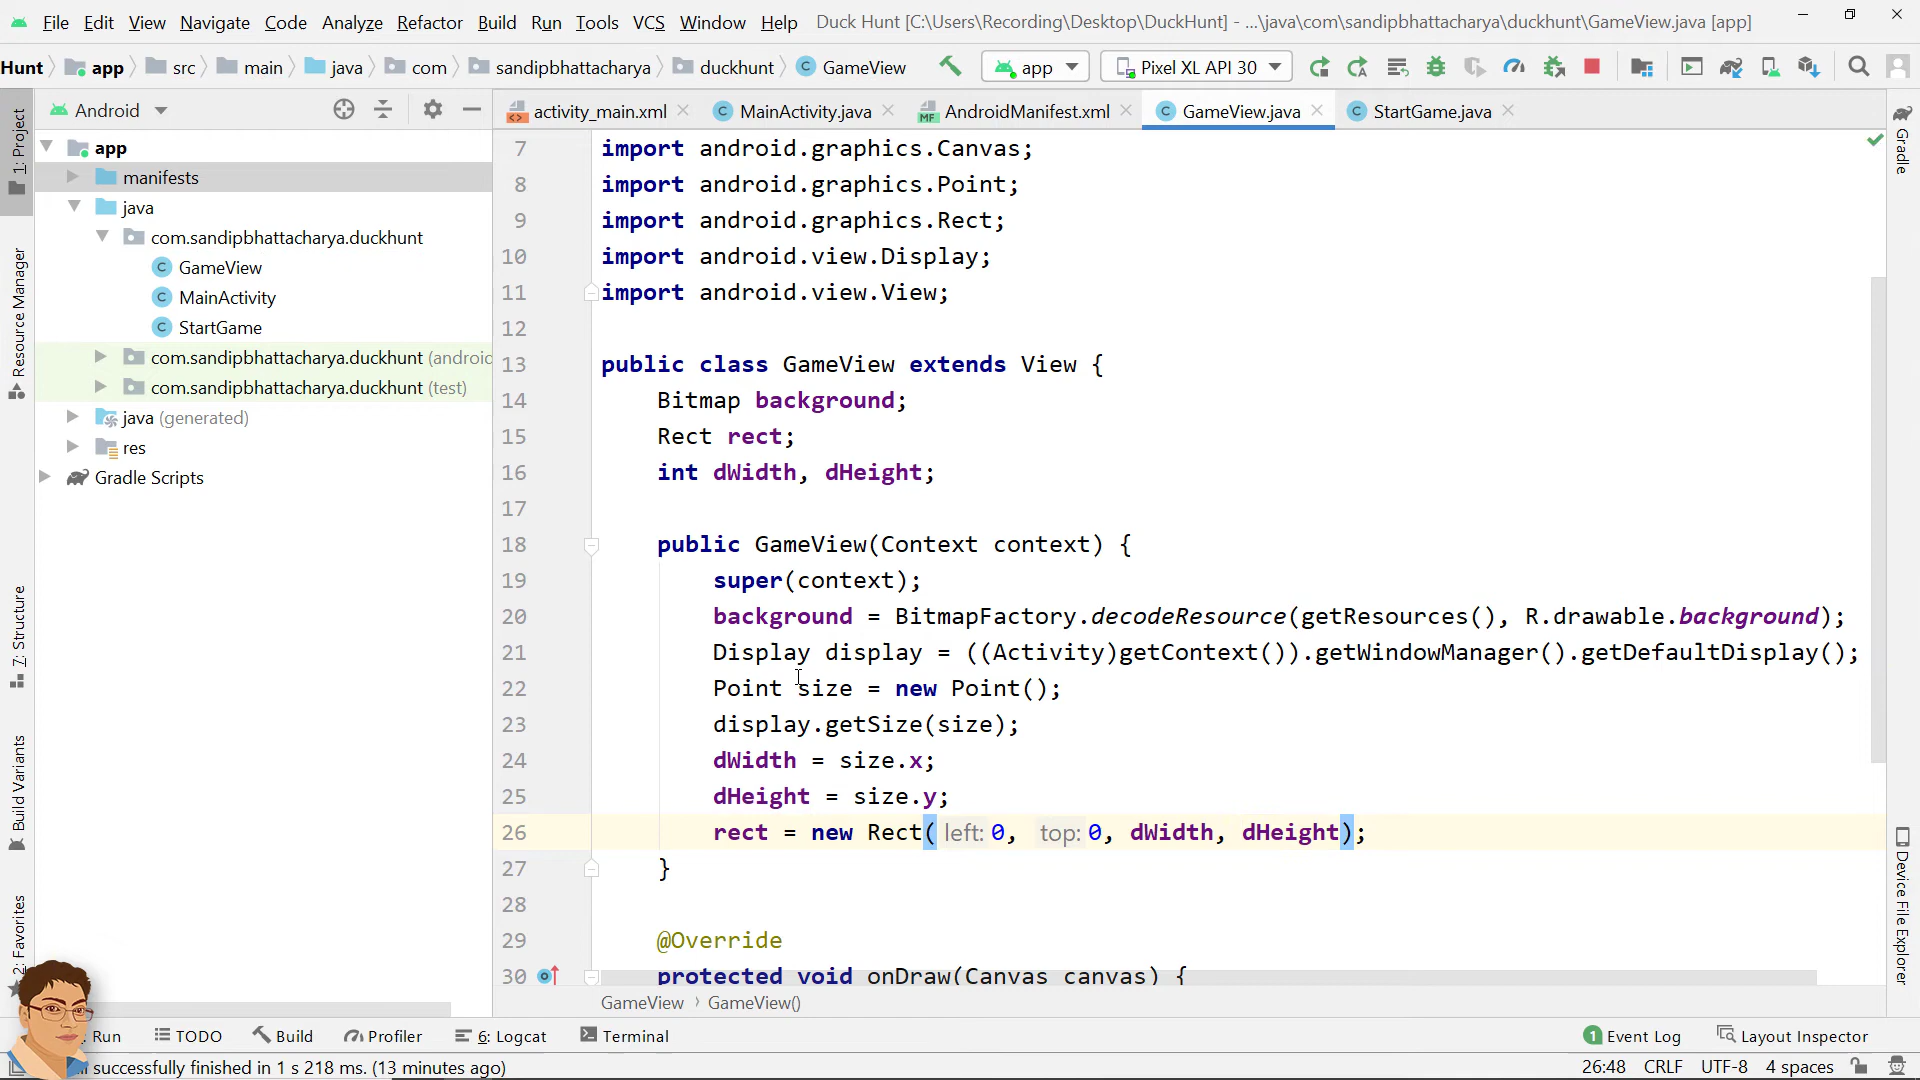 File Edit View Navigate Code Analyze Refactor Build Run Tools VCS Window Help Duck Hunt [C:\Users\Recording\Desktop\DuckHunt] - ...\java\com\sandipbhattacharya\duckhunt\GameView.java [app]
Hunt app src main java com sandipbhattacharya duckhunt GameView app Pixel XL API 30
Android
activity_main.xml MainActivity.java AndroidManifest.xml GameView.java StartGame.java
1: Project
Resource Manager
7: Structure
Build Variants
2: Favorites
app
manifests
java
com.sandipbhattacharya.duckhunt
GameView
MainActivity
StartGame
com.sandipbhattacharya.duckhunt (androi
com.sandipbhattacharya.duckhunt (test)
java (generated)
res
Gradle Scripts
7 import android.graphics.Canvas;
8 import android.graphics.Point;
9 import android.graphics.Rect;
10 import android.view.Display;
11 import android.view.View;
12
13 public class GameView extends View {
14 Bitmap background;
15 Rect rect;
16 int dWidth, dHeight;
17
18 public GameView(Context context) {
19 super(context);
20 background = BitmapFactory.decodeResource(getResources(), R.drawable.background);
21 Display display = ((Activity)getContext()).getWindowManager().getDefaultDisplay();
22 Point size = new Point();
23 display.getSize(size);
24 dWidth = size.x;
25 dHeight = size.y;
26 rect = new Rect( left: 0, top: 0, dWidth, dHeight);
27 }
28
29 @Override
30 protected void onDraw(Canvas canvas) {
GameView GameView()
Gradle
Device File Explorer
Run TODO Build Profiler 6: Logcat Terminal 1 Event Log Layout Inspector
successfully finished in 1 s 218 ms. (13 minutes ago) 26:48 CRLF UTF-8 4 spaces